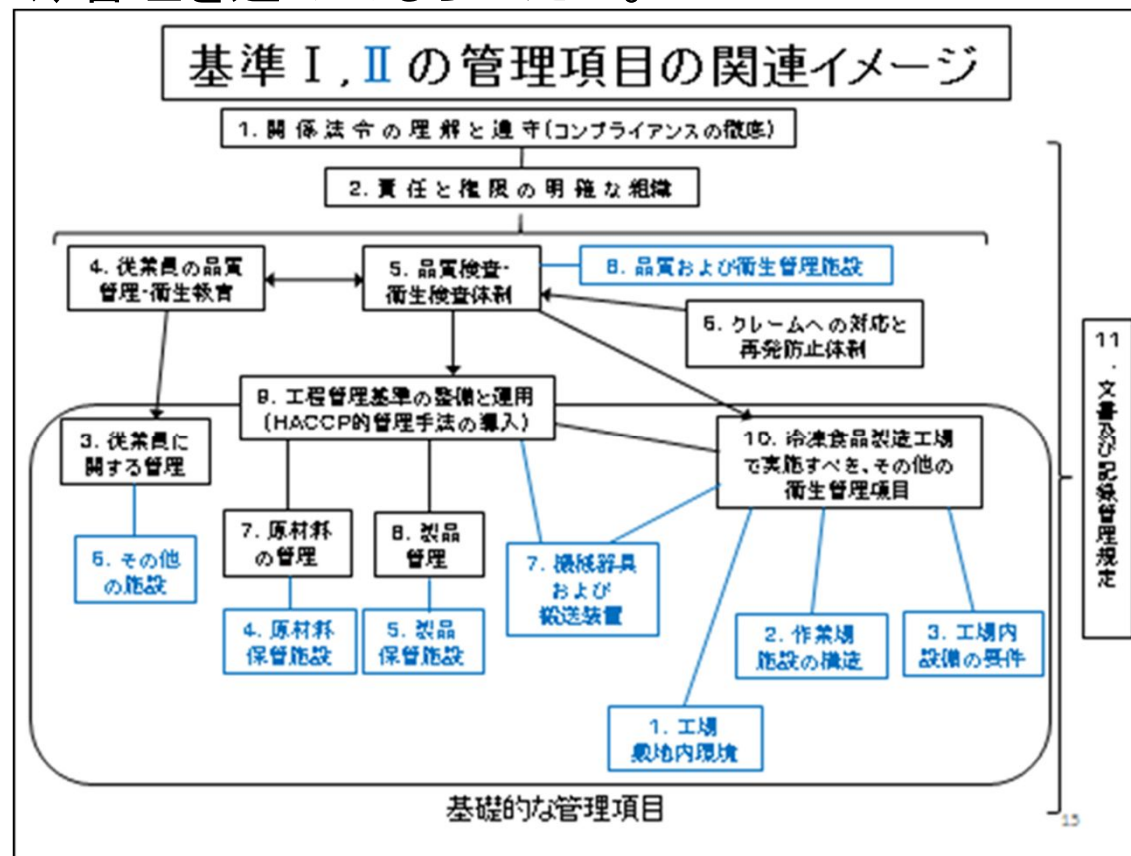 基準Ⅰ,Ⅱの管理項目の関連イメージ
1. 関係法令の理解と遵守(コンプライアンスの徹底)
2. 責任と権限の明確な組織
4. 従業員の品質
管理・衛生教育
5. 品質検査・
衛生検査体制
8. 品質および衛生管理施設
6. クレームへの対応と
再発防止体制
9. 工程管理基準の整備と運用
(HACCP的管理手法の導入)
3. 従業員に
関する管理
10. 冷凍食品製造工場
で実施すべき、その他の
衛生管理項目
7. 原材料
の管理
8. 製品
管理
6. その他
の施設
7. 機械器具
および
搬送装置
4. 原材料
保管施設
5. 製品
保管施設
2. 作業場
施設の構造
3. 工場内
設備の要件
1. 工場
敷地内環境
11.文書及び記録管理規定
基礎的な管理項目